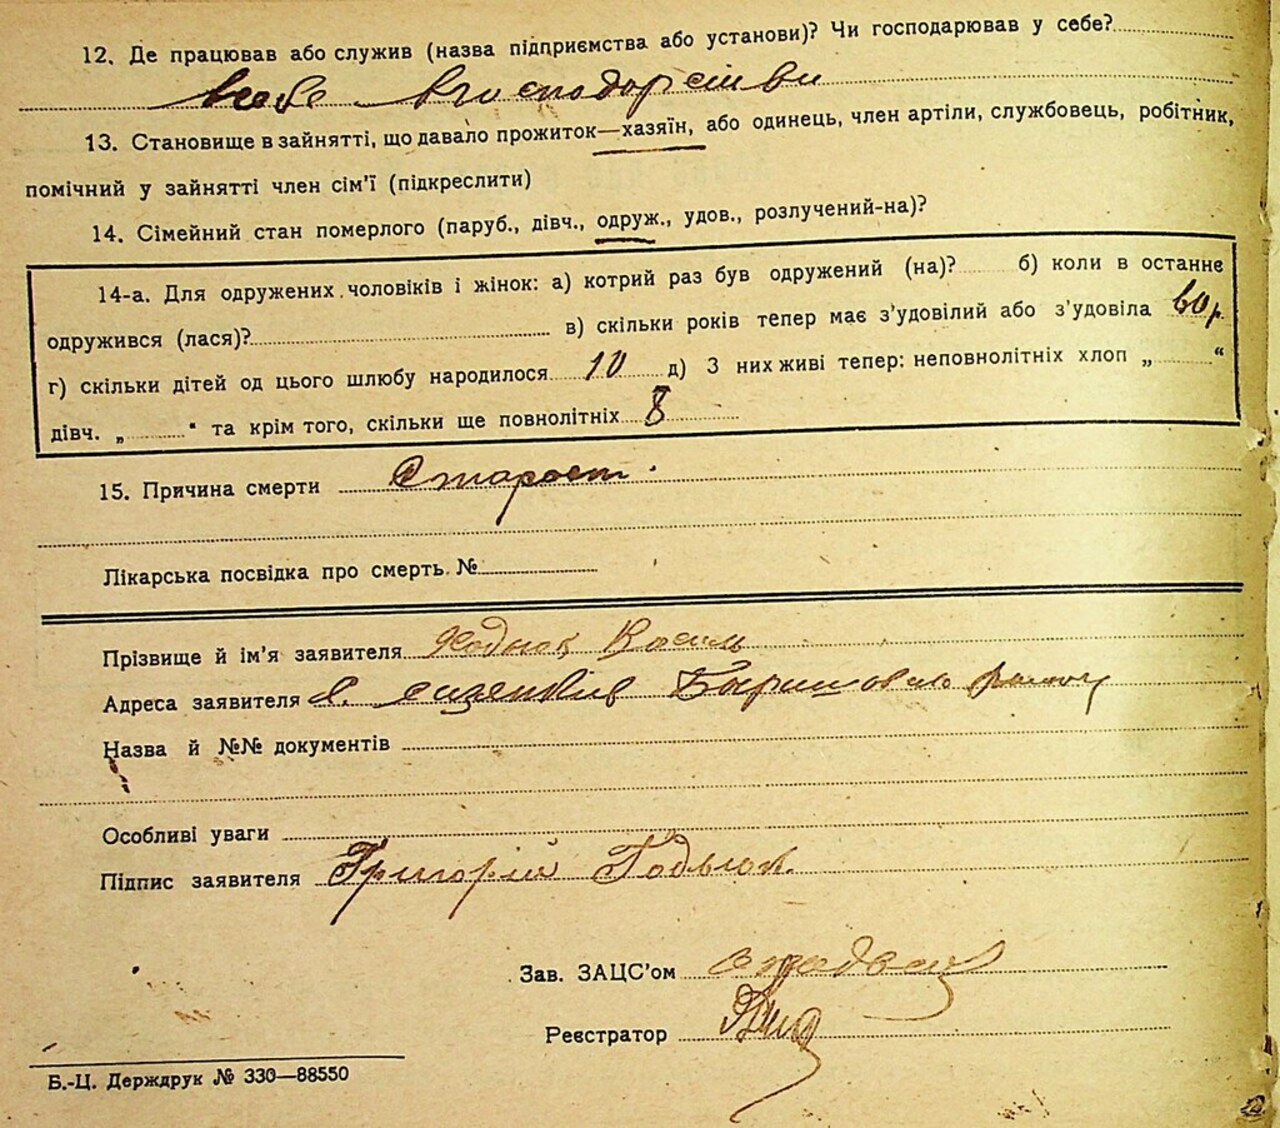 12. Де працював або служив (назва підприємства або установи)? Чи господарював у себе?
в себе в господарстви
13. Становище в зайнятті, що давало прожиток—хазяїн, або одинець, член артіли, службовець, робітник,
помічний у зайнятті член сім'ї (підкреслити)
14. Сімейний стан померлого (паруб., дівч., одруж., удов., розлучений-на)?
14-а. Для одружених чоловіків і жінок: а) котрий раз був одружений (на)? б) коли в останнє
одружився (лася)? в) скільки років тепер має з'удовілий або з'удовіла 60 р.
г) скільки дітей од цього шлюбу народилося 10 д) З них живі тепер: неповнолітніх хлоп „ “
дівч. „ “ та крім того, скільки ще повнолітніх 8
15. Причина смерти Старост.
Лікарська посвідка про смерть №
Прізвище й ім'я заявителя Василь
Адреса заявителя с.
Назва й №№ документів
Особливі уваги
Підпис заявителя Григорій Годьюк
Зав. ЗАЦС'ом
Реєстратор
Б.-Ц. Держдрук № 330—88550